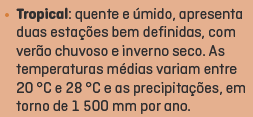 • Tropical: quente e úmido, apresenta
duas estações bem definidas, com
verão chuvoso e inverno seco. As
temperaturas médias variam entre
20 °C e 28 °C e as precipitações, em
torno de 1 500 mm por ano.